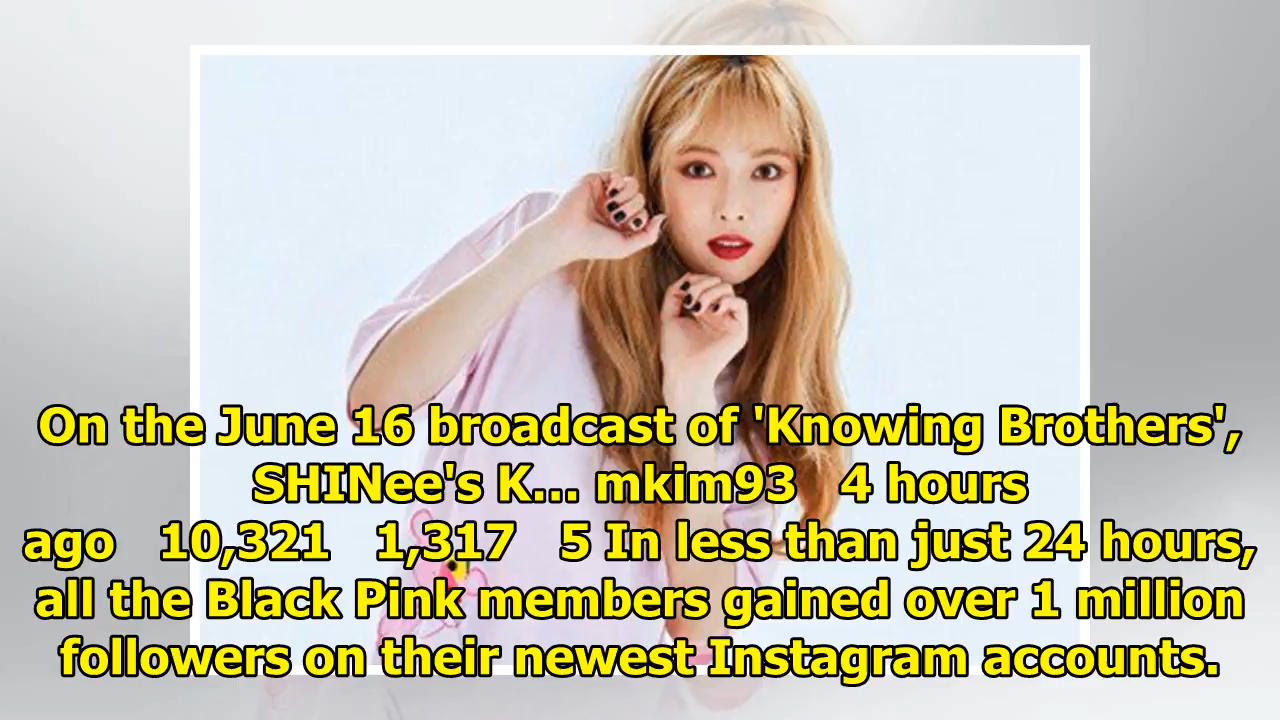 On the June 16 broadcast of 'Knowing Brothers',
SHINee's K... mkim93 4 hours
ago 10,321 1,317 5 In less than just 24 hours,
all the Black Pink members gained over 1 million
followers on their newest Instagram accounts.